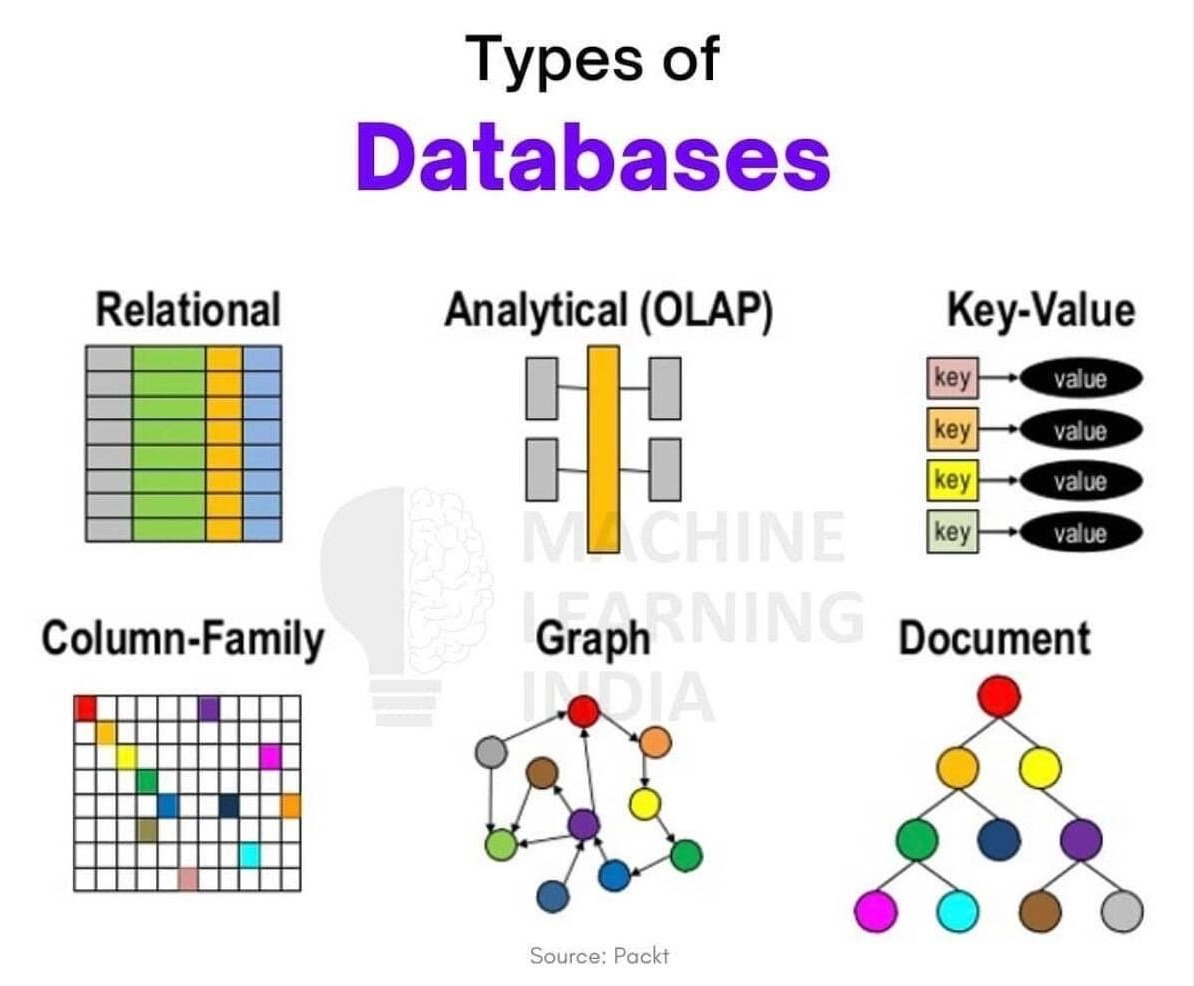 Types of
Databases
Relational
Analytical (OLAP)
Key-Value
key value
key value
key value
key value
MACHINE
LEARNING
INDIA
Column-Family
Graph
Document
Source: Packt